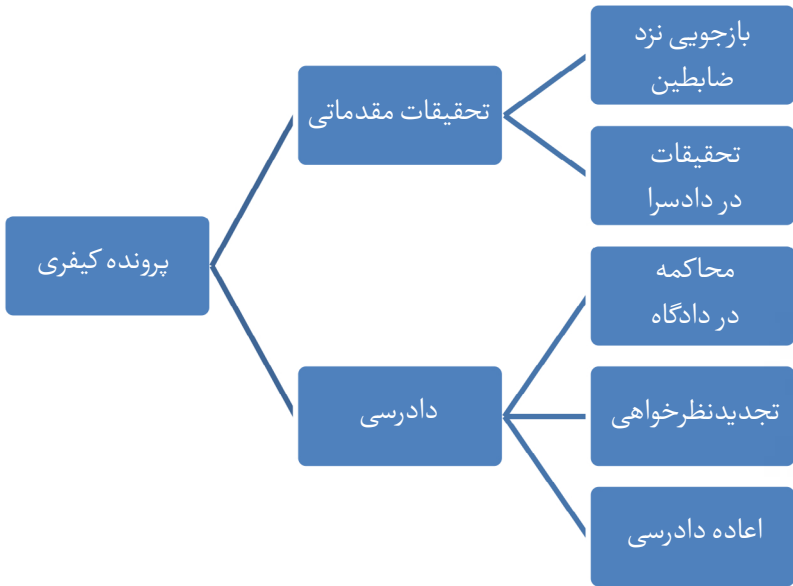 پرونده کیفری
تحقیقات مقدماتی
بازجویی نزد
ضابطین
تحقیقات
در دادسرا
دادرسی
محاکمه
در دادگاه
تجدیدنظرخواهی
اعاده دادرسی